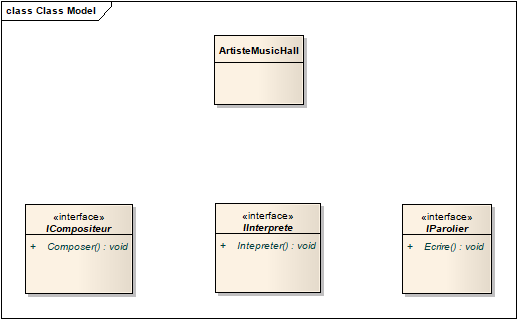 class Class Model
ArtisteMusicHall
«interface»
ICompositeur
+ Composer() : void
«interface»
IInterprete
+ Intepreter() : void
«interface»
IParolier
+ Ecrire() : void